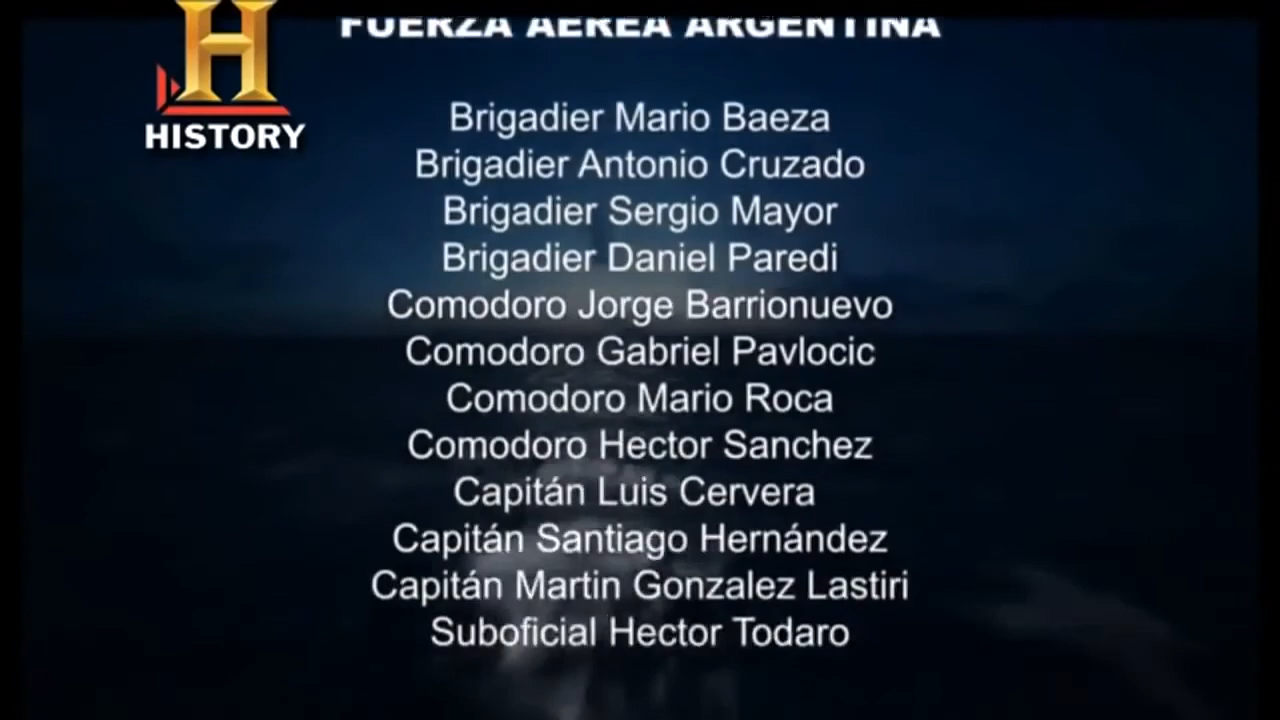 FUERZA AEREA ARGENTINA
HISTORY
Brigadier Mario Baeza
Brigadier Antonio Cruzado
Brigadier Sergio Mayor
Brigadier Daniel Paredi
Comodoro Jorge Barrionuevo
Comodoro Gabriel Pavlocic
Comodoro Mario Roca
Comodoro Hector Sanchez
Capitán Luis Cervera
Capitán Santiago Hernández
Capitán Martin Gonzalez Lastiri
Suboficial Hector Todaro